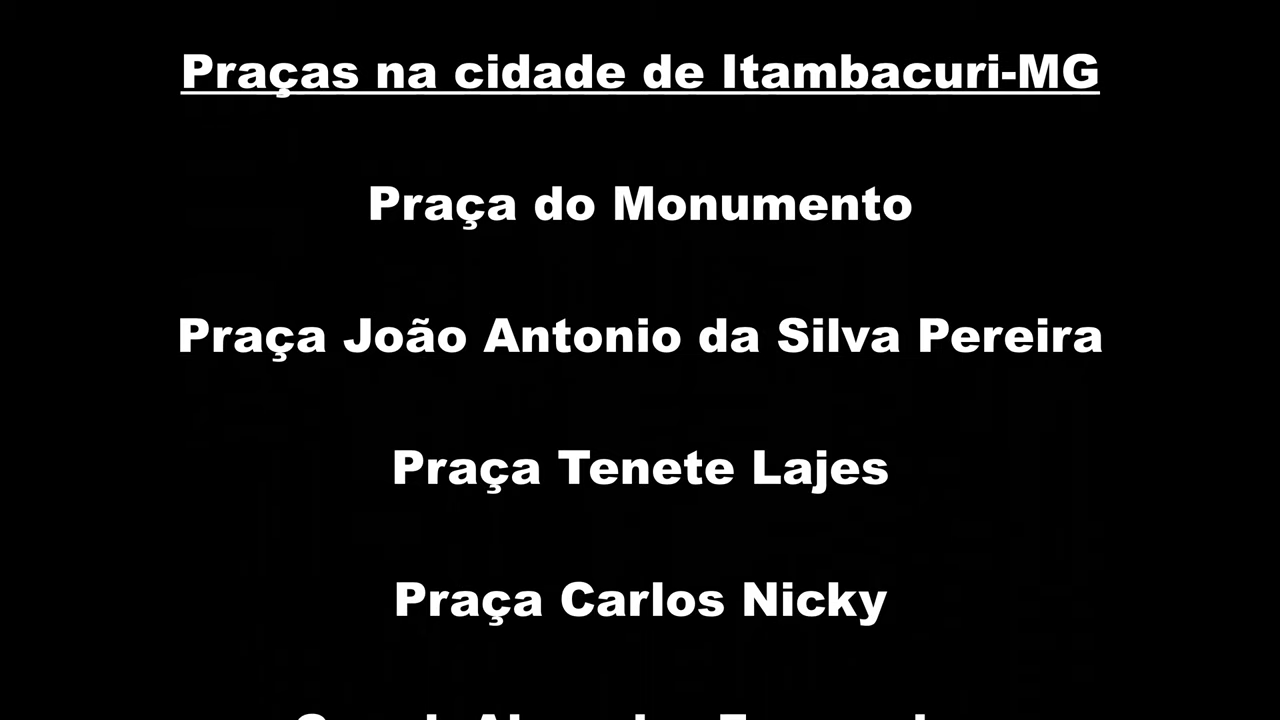 Praças na cidade de Itambacuri-MG
Praça do Monumento
Praça João Antonio da Silva Pereira
Praça Tenete Lajes
Praça Carlos Nicky